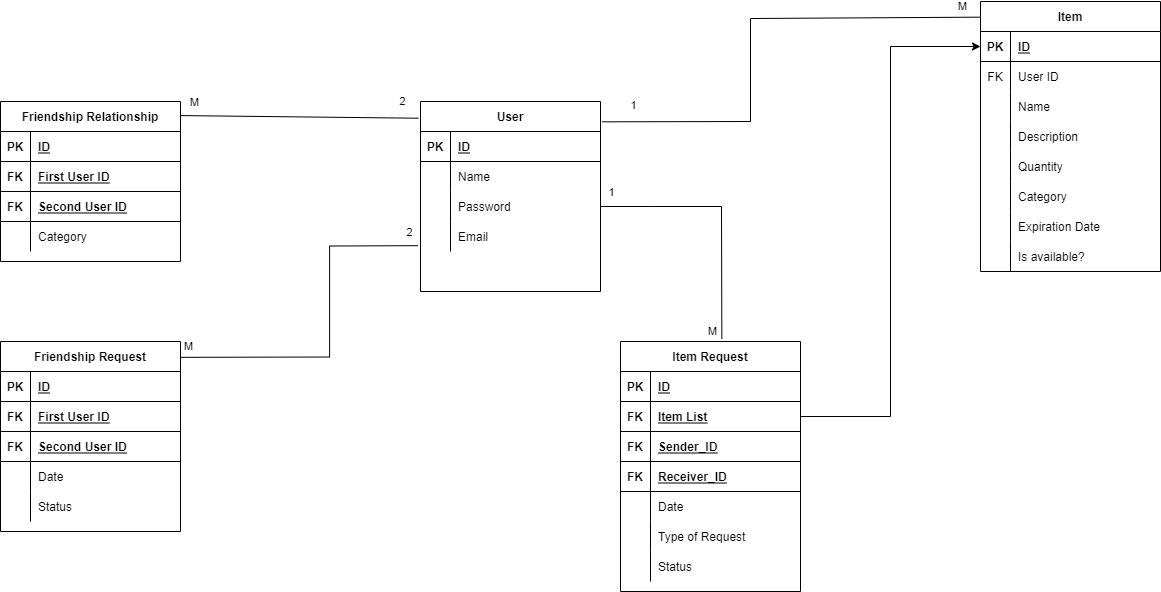 M
Item
PK ID
FK User ID
Name
Description
Quantity
Category
Expiration Date
Is available?
M
2
1
Friendship Relationship
PK ID
FK First User ID
FK Second User ID
Category
User
PK ID
Name
Password
Email
1
2
M
M
Friendship Request
PK ID
FK First User ID
FK Second User ID
Date
Status
Item Request
PK ID
FK Item List
FK Sender_ID
FK Receiver_ID
Date
Type of Request
Status